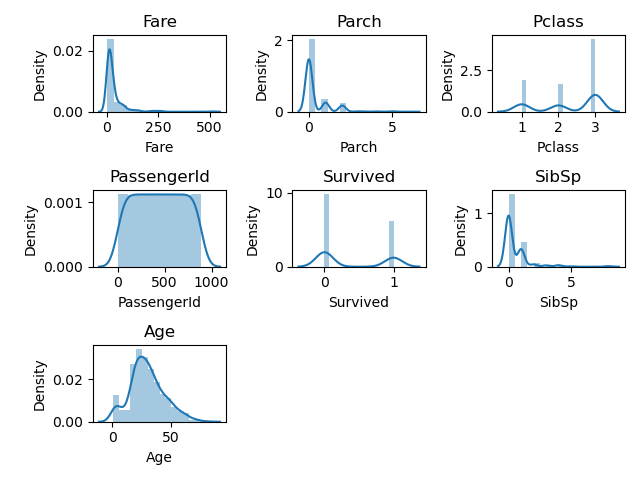 Fare
Parch
Pclass
Density
0.02
0.00
0
250
500
Fare
Density
2
0
0
5
Parch
Density
2.5
0.0
1
2
3
Pclass
PassengerId
Survived
SibSp
Density
0.001
0.000
0
500
1000
PassengerId
Density
10
0
0
1
Survived
Density
1
0
0
5
SibSp
Age
Density
0.02
0.00
0
50
Age